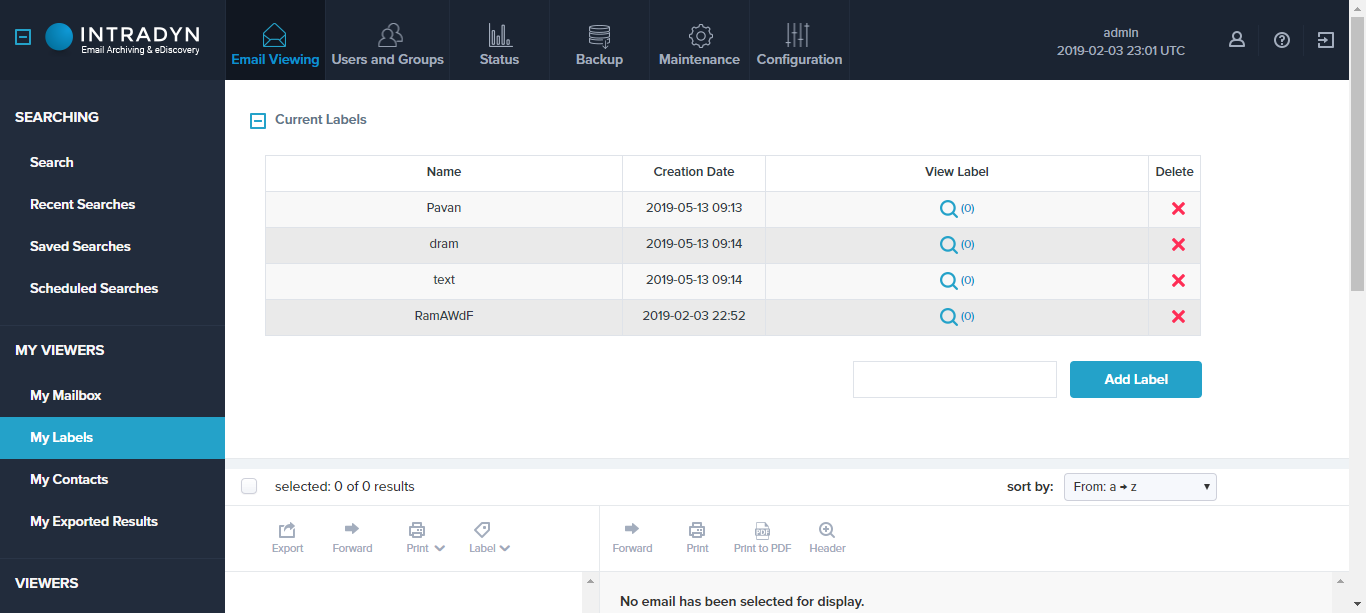 INTRADYN
Email Archiving & eDiscovery
Email Viewing
Users and Groups
Status
Backup
Maintenance
Configuration
admin
2019-02-03 23:01 UTC
SEARCHING
Search
Recent Searches
Saved Searches
Scheduled Searches
MY VIEWERS
My Mailbox
My Labels
My Contacts
My Exported Results
VIEWERS
Current Labels
Name Creation Date View Label Delete
Pavan 2019-05-13 09:13 (0)
dram 2019-05-13 09:14 (0)
text 2019-05-13 09:14 (0)
RamAWdF 2019-02-03 22:52 (0)
Add Label
selected: 0 of 0 results
sort by: From: a → z
Export Forward Print Label
Forward Print Print to PDF Header
No email has been selected for display.